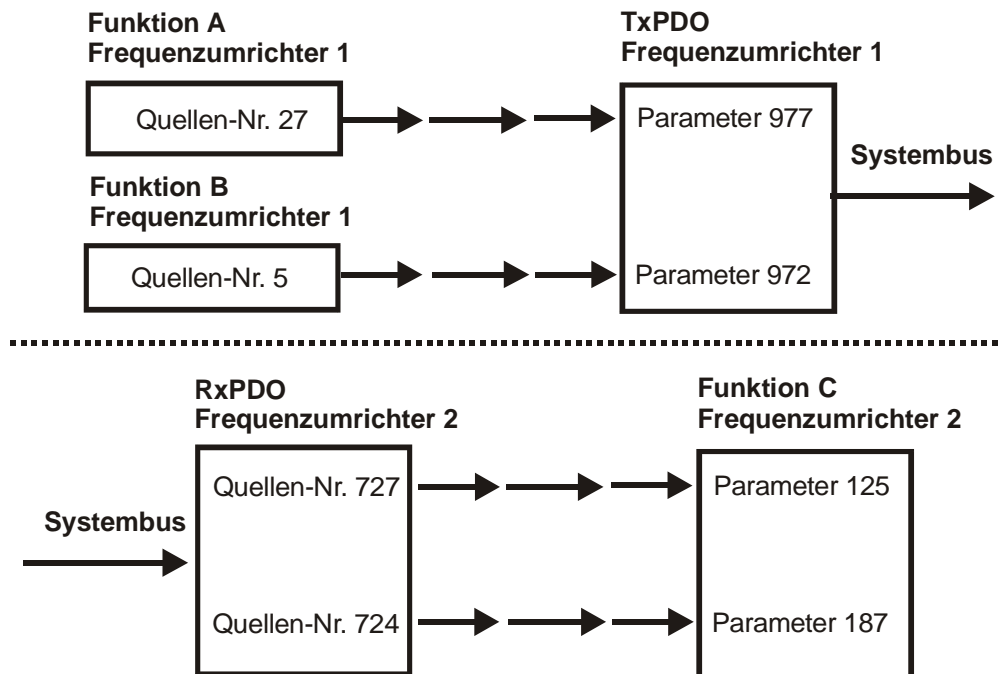 Funktion A
Frequenzumrichter 1
Quellen-Nr. 27
Funktion B
Frequenzumrichter 1
Quellen-Nr. 5
TxPDO
Frequenzumrichter 1
Parameter 977
Parameter 972
Systembus
RxPDO
Frequenzumrichter 2
Systembus
Quellen-Nr. 727
Quellen-Nr. 724
Funktion C
Frequenzumrichter 2
Parameter 125
Parameter 187